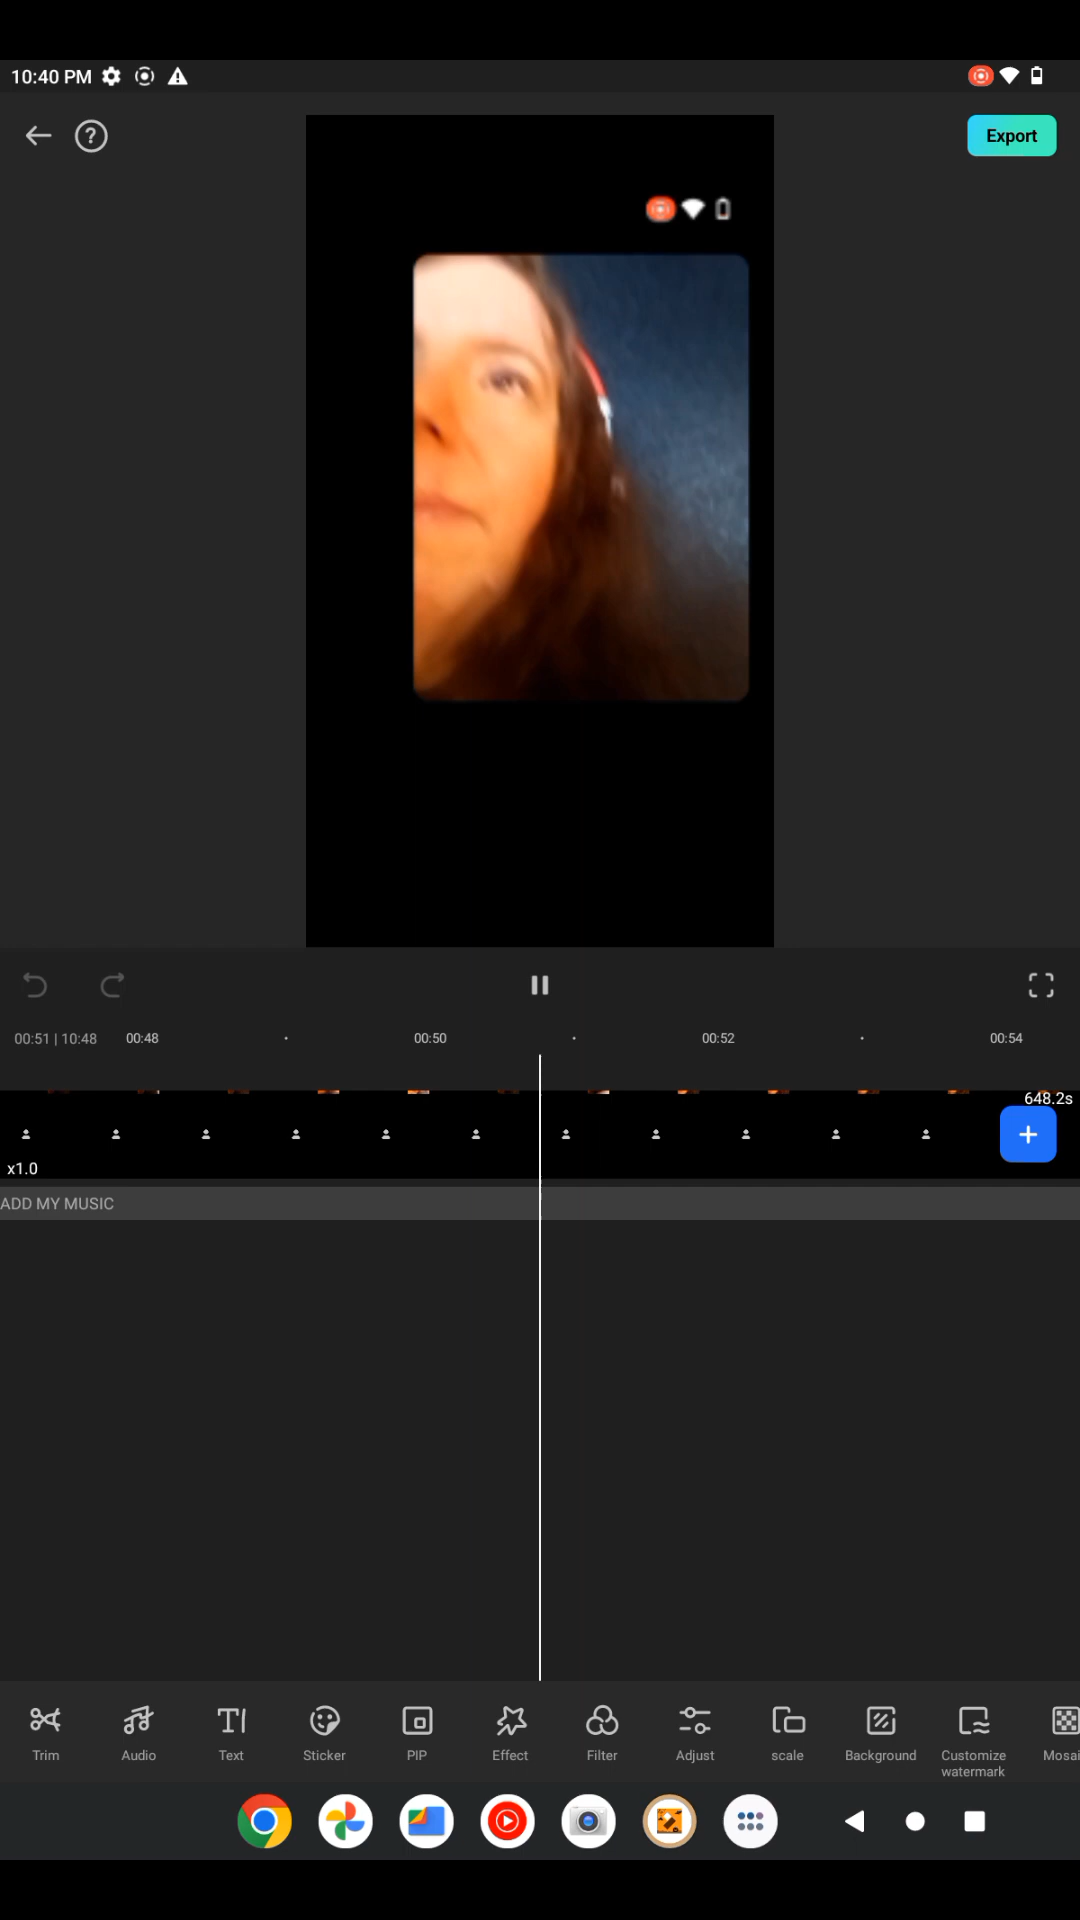 10:40 PM
Export
00:51 | 10:48
00:48
00:50
00:52
00:54
648.2s
x1.0
ADD MY MUSIC
Trim
Audio
Text
Sticker
PIP
Effect
Filter
Adjust
scale
Background
Customize
watermark
Mosai